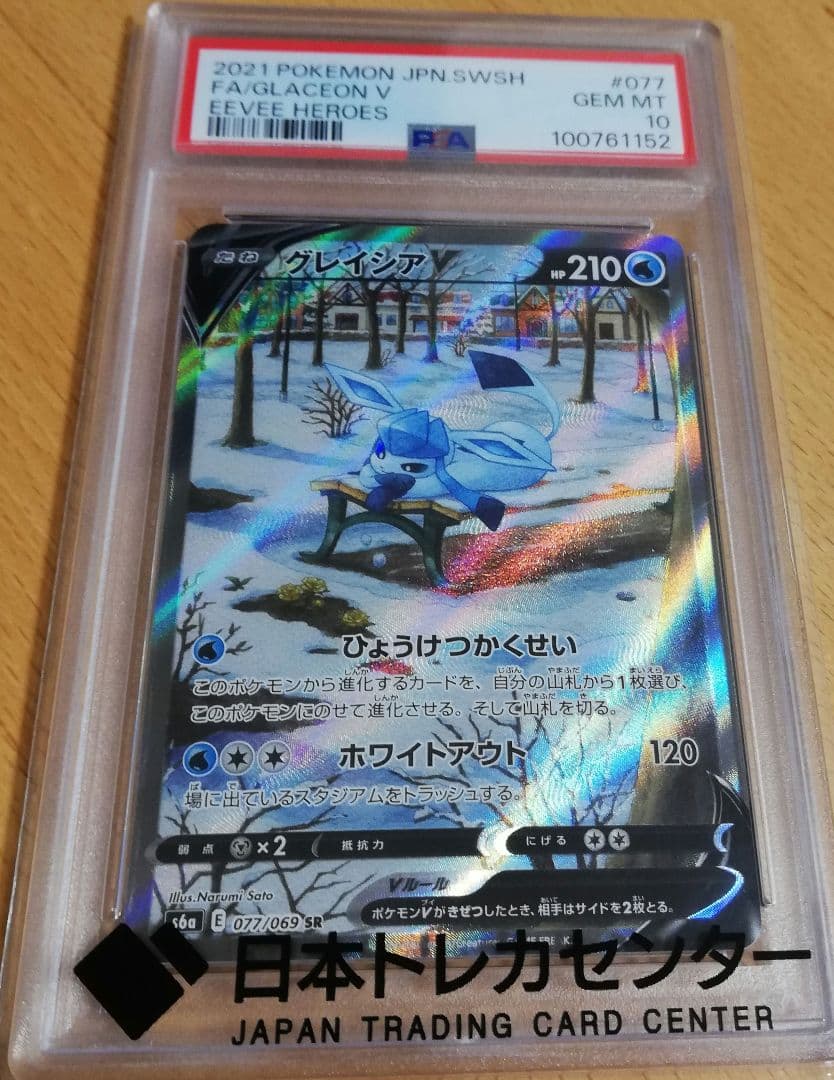 2021 POKEMON JPN.SWSH #077
FA/GLACEON V GEM MT
EEVEE HEROES 10
PSA 100761152
たね グレイシアV HP 210
ひょうけつかくせい
このポケモンから進化するカードを、自分の山札から1枚選び、
このポケモンにのせて進化させる。そして山札を切る。
ホワイトアウト 120
場に出ているスタジアムをトラッシュする。
弱点 ×2 抵抗力 にげる
Vルール
ポケモンVがきぜつしたとき、相手はサイドを2枚とる。
Illus.Narumi Sato
s6a E 077/069 SR
日本トレカセンター
JAPAN TRADING CARD CENTER